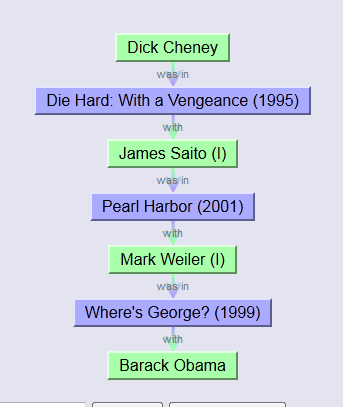 Dick Cheney
was in
Die Hard: With a Vengeance (1995)
with
James Saito (I)
was in
Pearl Harbor (2001)
with
Mark Weiler (I)
was in
Where's George? (1999)
with
Barack Obama